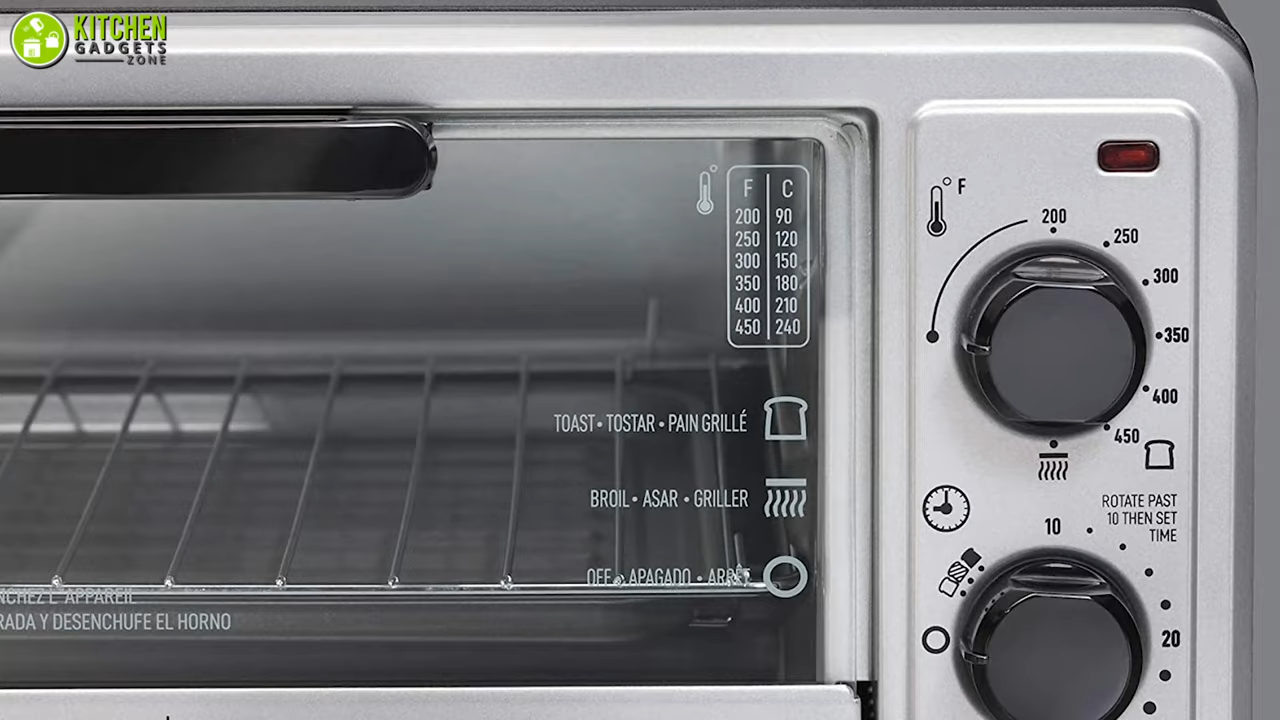 KITCHEN
GADGETS
ZONE
F C
200 90
250 120
300 150
350 180
400 210
450 240
TOAST • TOSTAR • PAIN GRILLÉ
BROIL • ASAR • GRILLER
OFF • APAGADO • ARRÊT
NCHEZ L'APPAREIL
RADA Y DESENCHUFE EL HORNO
°F
200
250
300
350
400
450
ROTATE PAST
10 THEN SET
TIME
10
20